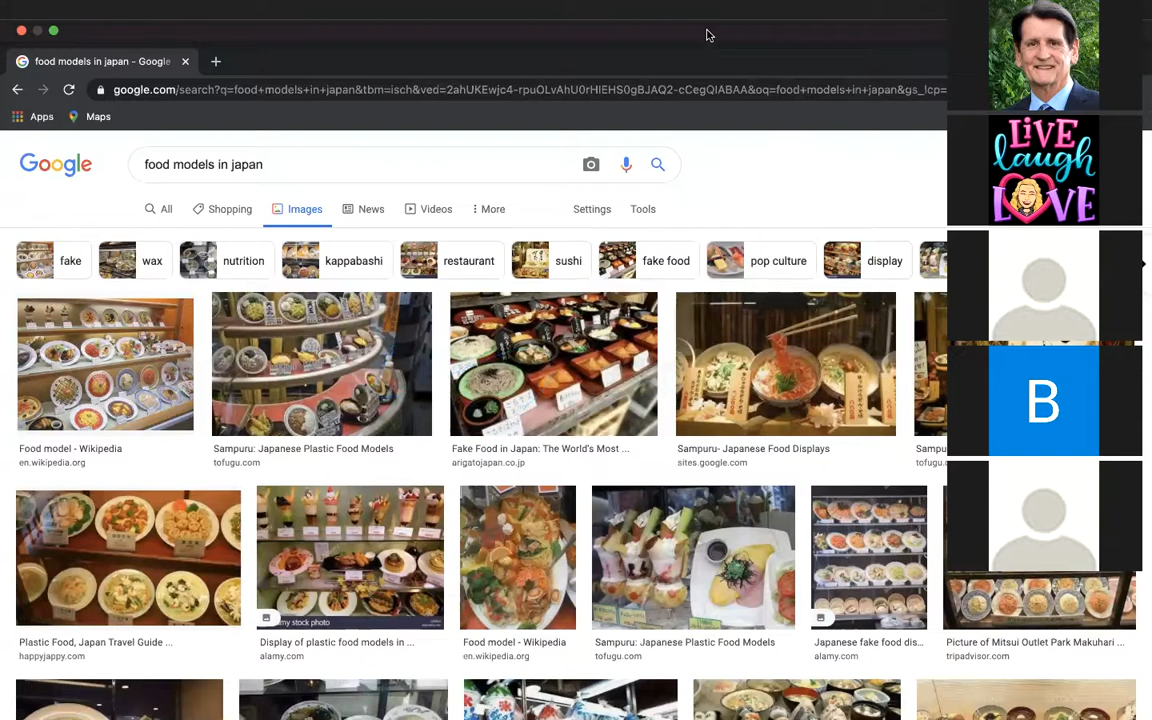 food models in japan - Google
google.com/search?q=food+models+in+japan&tbm=isch&ved=2ahUKEwjc4-rpuOLvAhU0rHIEHS0gBJAQ2-cCegQIABAA&oq=food+models+in+japan&gs_lcp=
Apps Maps
Google food models in japan
All Shopping Images News Videos More Settings Tools
fake wax nutrition kappabashi restaurant sushi fake food pop culture display
Food model - Wikipedia
en.wikipedia.org
Sampuru: Japanese Plastic Food Models
tofugu.com
Fake Food in Japan: The World's Most ...
arigatojapan.co.jp
Sampuru- Japanese Food Displays
sites.google.com
Sampu
tofugu.
Plastic Food, Japan Travel Guide ...
happyjappy.com
my stock photo
Display of plastic food models in ...
alamy.com
Food model - Wikipedia
en.wikipedia.org
Sampuru: Japanese Plastic Food Models
tofugu.com
Japanese fake food dis...
alamy.com
Picture of Mitsui Outlet Park Makuhari ...
tripadvisor.com
LiVE
laugh
LOVE
B